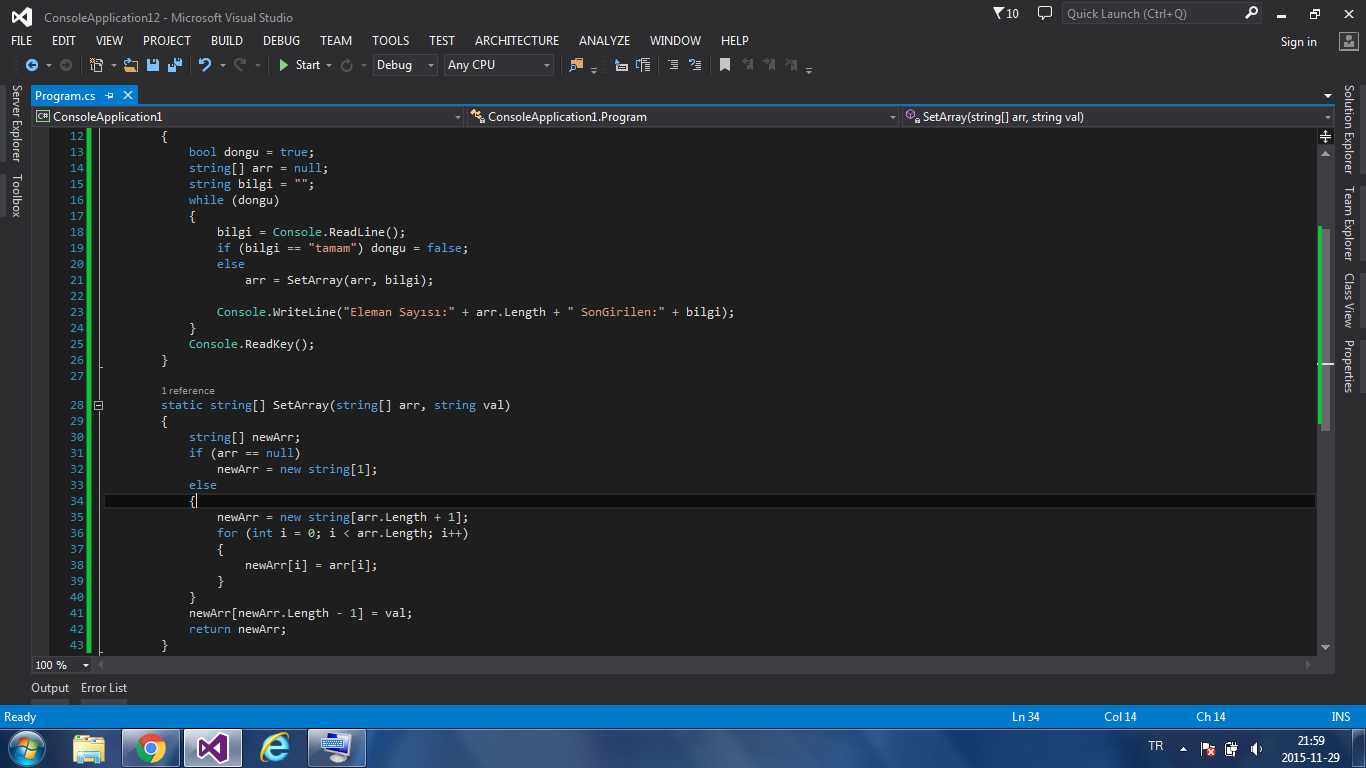 ConsoleApplication12 - Microsoft Visual Studio
10
Quick Launch (Ctrl+Q)
FILE EDIT VIEW PROJECT BUILD DEBUG TEAM TOOLS TEST ARCHITECTURE ANALYZE WINDOW HELP
Sign in
Start Debug Any CPU
Server Explorer
Toolbox
Program.cs
C# ConsoleApplication1
ConsoleApplication1.Program
SetArray(string[] arr, string val)
12 {
13 bool dongu = true;
14 string[] arr = null;
15 string bilgi = "";
16 while (dongu)
17 {
18 bilgi = Console.ReadLine();
19 if (bilgi == "tamam") dongu = false;
20 else
21 arr = SetArray(arr, bilgi);
22
23 Console.WriteLine("Eleman Sayısı:" + arr.Length + " SonGirilen:" + bilgi);
24 }
25 Console.ReadKey();
26 }
27
1 reference
28 static string[] SetArray(string[] arr, string val)
29 {
30 string[] newArr;
31 if (arr == null)
32 newArr = new string[1];
33 else
34 {
35 newArr = new string[arr.Length + 1];
36 for (int i = 0; i < arr.Length; i++)
37 {
38 newArr[i] = arr[i];
39 }
40 }
41 newArr[newArr.Length - 1] = val;
42 return newArr;
43 }
100 %
Solution Explorer
Team Explorer
Class View
Properties
Output Error List
Ready
Ln 34 Col 14 Ch 14 INS
TR
21:59
2015-11-29